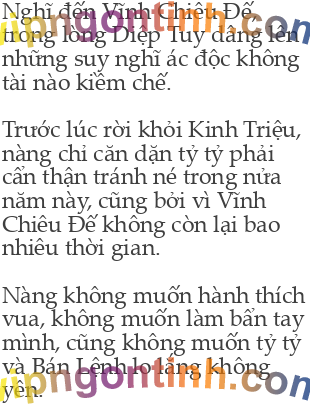 Nghĩ đến Vĩnh Chiêu Đế,
trong lòng Diệp Tuy dâng lên
những suy nghĩ ác độc không
tài nào kiềm chế.
Trước lúc rời khỏi Kinh Triệu,
nàng chỉ căn dặn tỷ tỷ phải
cẩn thận tránh né trong nửa
năm này, cũng bởi vì Vĩnh
Chiêu Đế không còn lại bao
nhiêu thời gian.
Nàng không muốn hành thích
vua, không muốn làm bẩn tay
mình, cũng không muốn tỷ tỷ
và Bán Lệnh lo lắng không
yên.
vipngontinh.com
vipngontinh.com